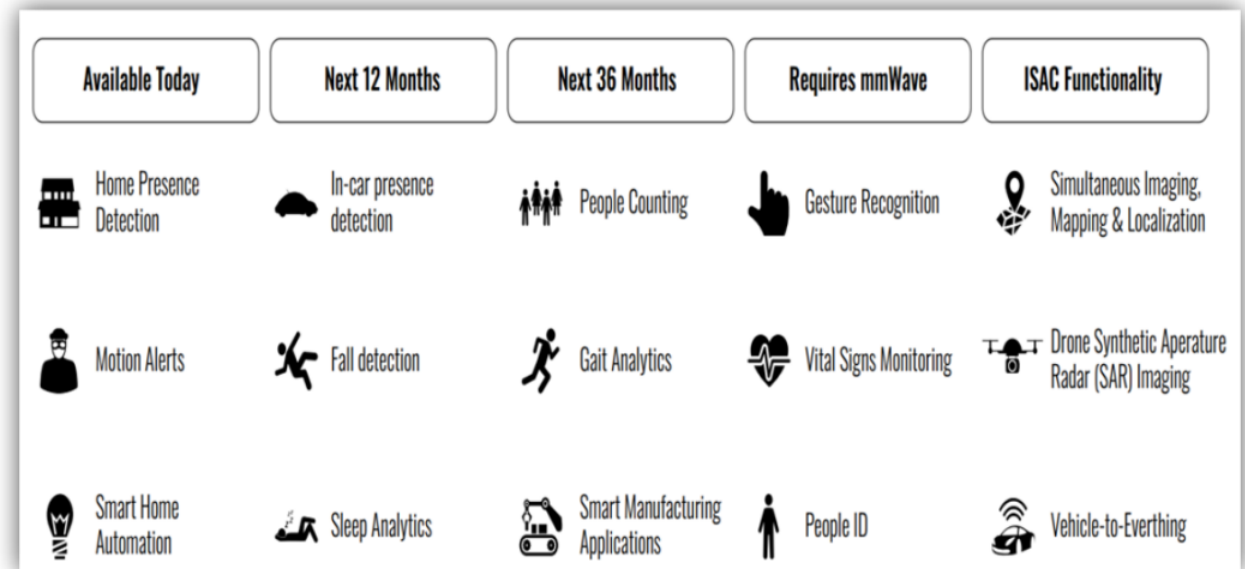 Available Today
Next 12 Months
Next 36 Months
Requires mmWave
ISAC Functionality
Home Presence
Detection
In-car presence
detection
People Counting
Gesture Recognition
Simultaneous Imaging,
Mapping & Localization
Motion Alerts
Fall detection
Gait Analytics
Vital Signs Monitoring
Drone Synthetic Aperature
Radar (SAR) Imaging
Smart Home
Automation
Sleep Analytics
Smart Manufacturing
Applications
People ID
Vehicle-to-Everthing